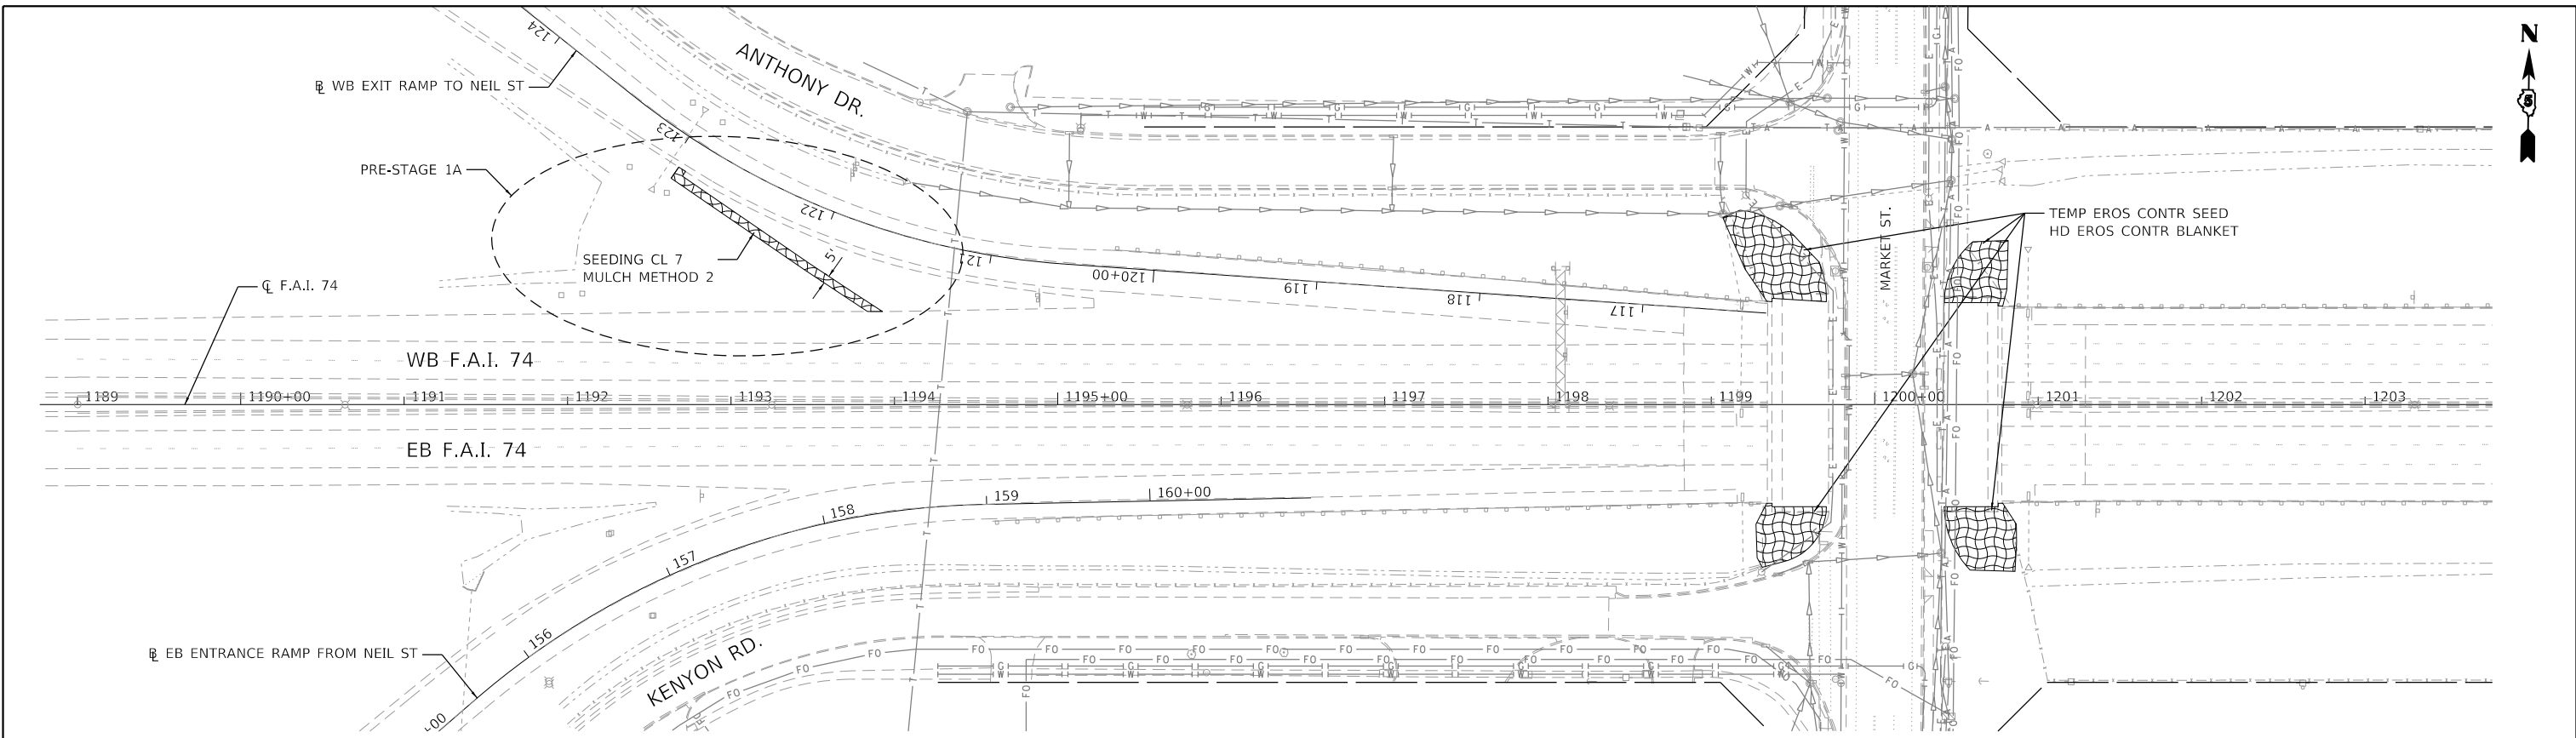 124
ANTHONY DR.
N
℄ WB EXIT RAMP TO NEIL ST
123
PRE-STAGE 1A
122
SEEDING CL 7
MULCH METHOD 2
5'
121
120+00
119
118
117
MARKET ST.
TEMP EROS CONTR SEED
HD EROS CONTR BLANKET
℄ F.A.I. 74
WB F.A.I. 74
1189
1190+00
1191
1192
1193
1194
1195+00
1196
1197
1198
1199
1200+00
1201
1202
1203
EB F.A.I. 74
159
160+00
158
157
156
KENYON RD.
BL EB ENTRANCE RAMP FROM NEIL ST
+00